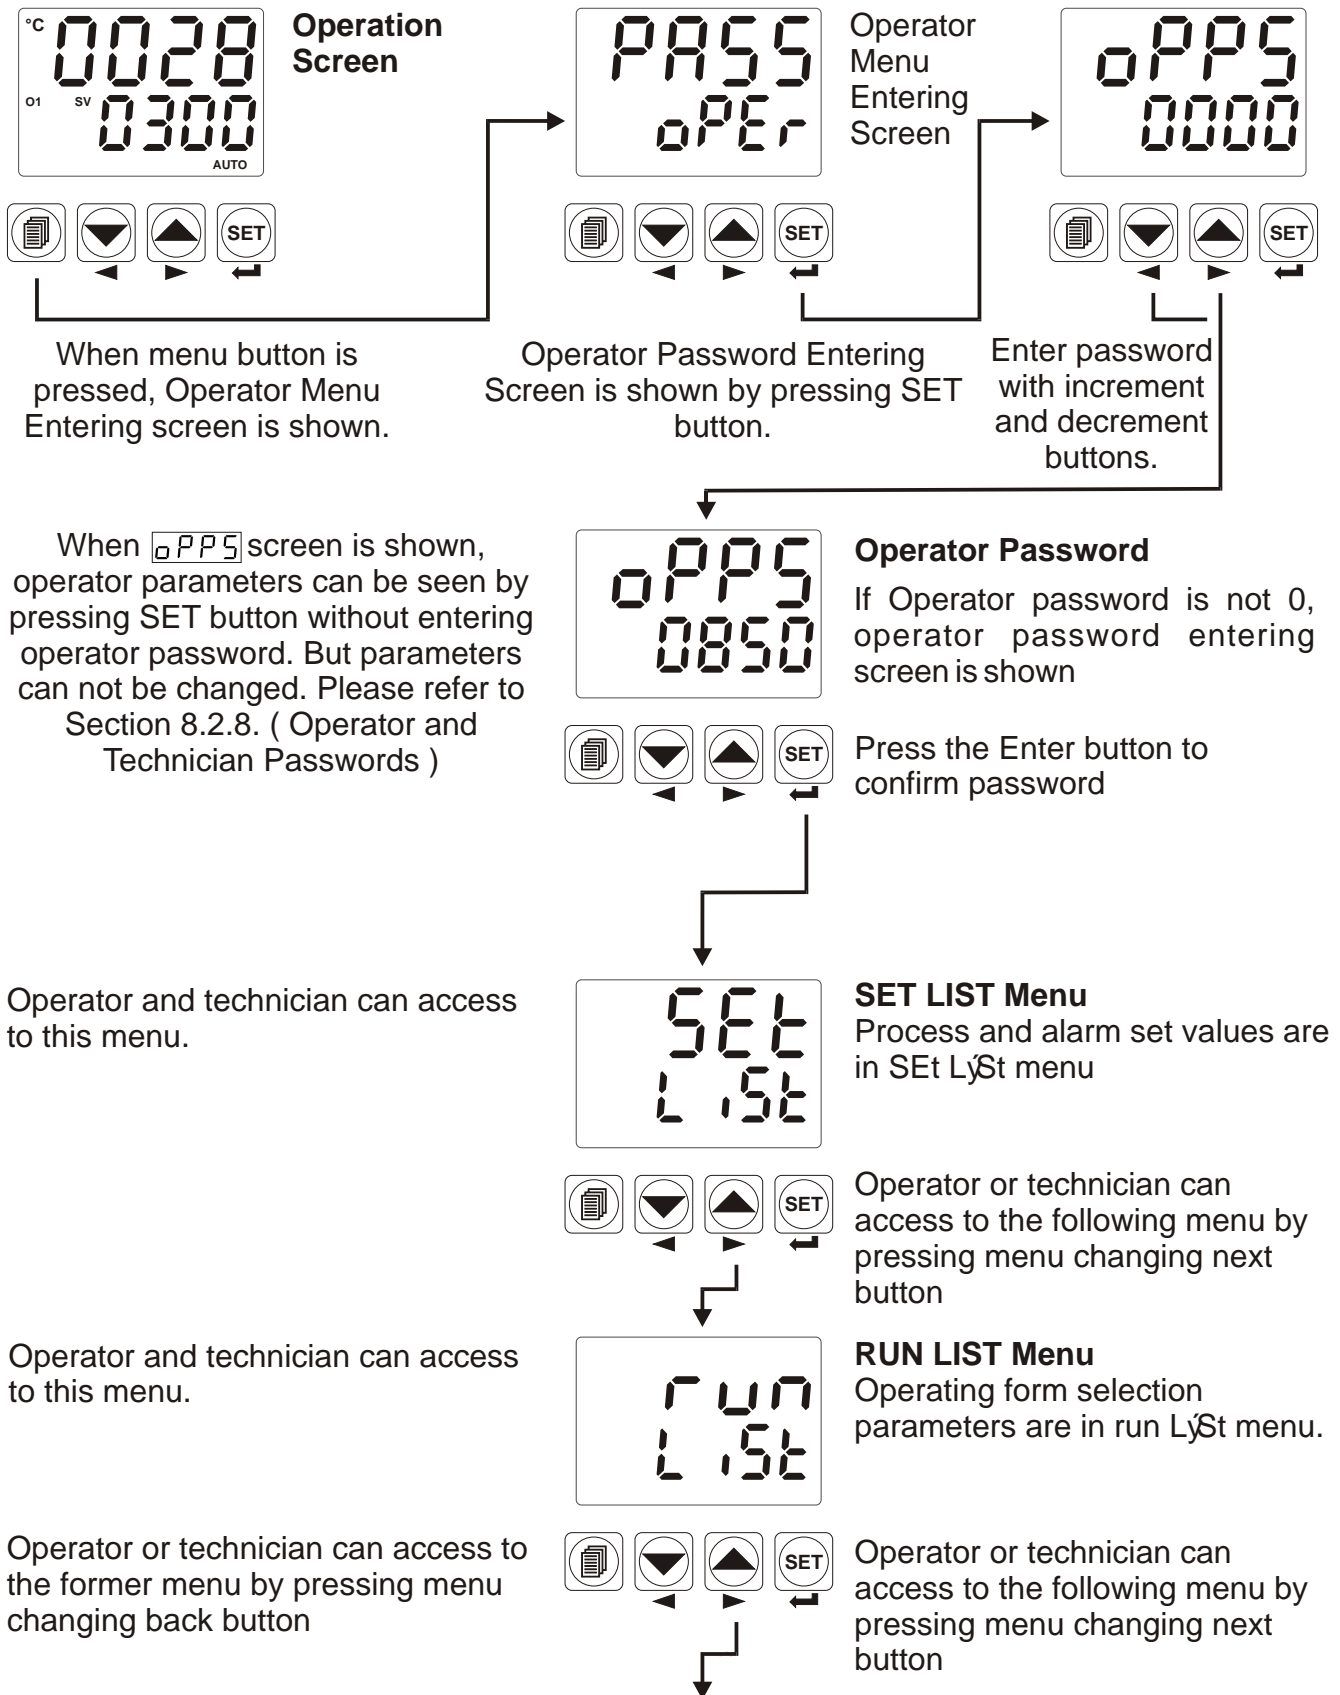 °C 0028
O1 SV 0300
AUTO
Operation
Screen
PASS
oPEr
Operator
Menu
Entering
Screen
oPPS
0000
SET
SET
SET
When menu button is
pressed, Operator Menu
Entering screen is shown.
Operator Password Entering
Screen is shown by pressing SET
button.
Enter password
with increment
and decrement
buttons.
When oPPS screen is shown,
operator parameters can be seen by
pressing SET button without entering
operator password. But parameters
can not be changed. Please refer to
Section 8.2.8. ( Operator and
Technician Passwords )
oPPS
0850
SET
Operator Password
If Operator password is not 0,
operator password entering
screen is shown
Press the Enter button to
confirm password
Operator and technician can access
to this menu.
SEt
LiSt
SET
SET LIST Menu
Process and alarm set values are
in SEt LýSt menu
Operator or technician can
access to the following menu by
pressing menu changing next
button
Operator and technician can access
to this menu.
run
LiSt
RUN LIST Menu
Operating form selection
parameters are in run LýSt menu.
Operator or technician can access to
the former menu by pressing menu
changing back button
SET
Operator or technician can
access to the following menu by
pressing menu changing next
button